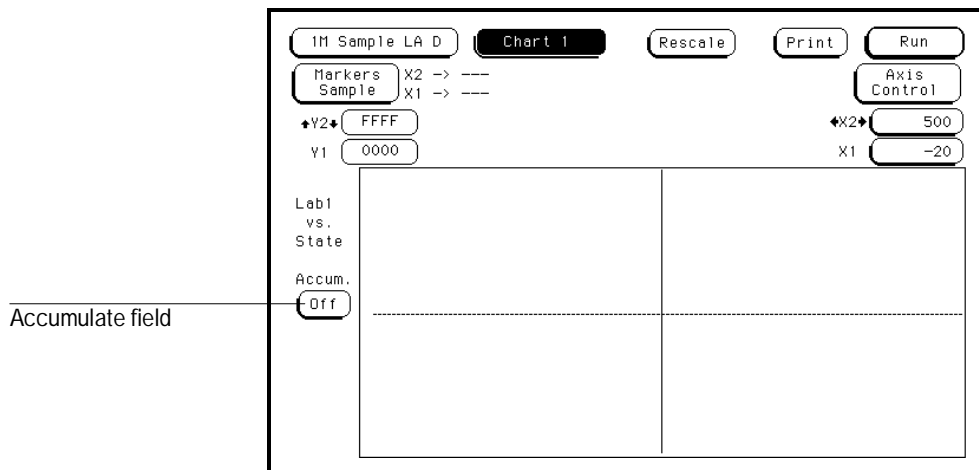 1M Sample LA D Chart 1 Rescale Print Run
Markers Sample X2 -> --- X1 -> --- Axis Control
↑Y2↓ FFFF ←X2→ 500
Y1 0000 X1 -20
Lab1
vs.
State
Accum.
Off
Accumulate field